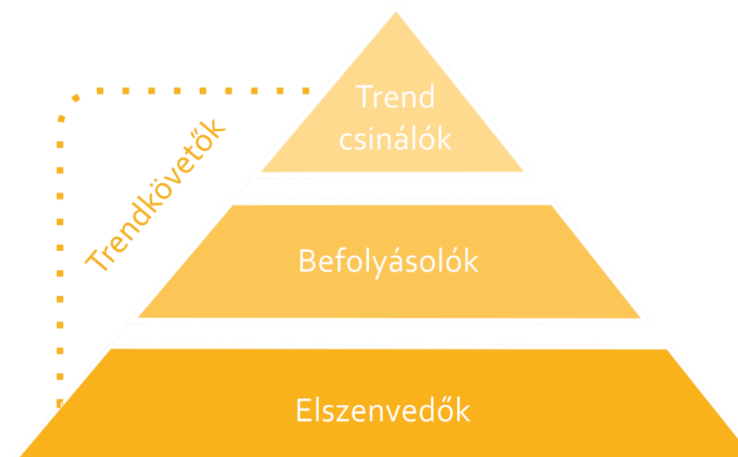 Trend
csinálók
Trendkövetők
Befolyásolók
Elszenvedők